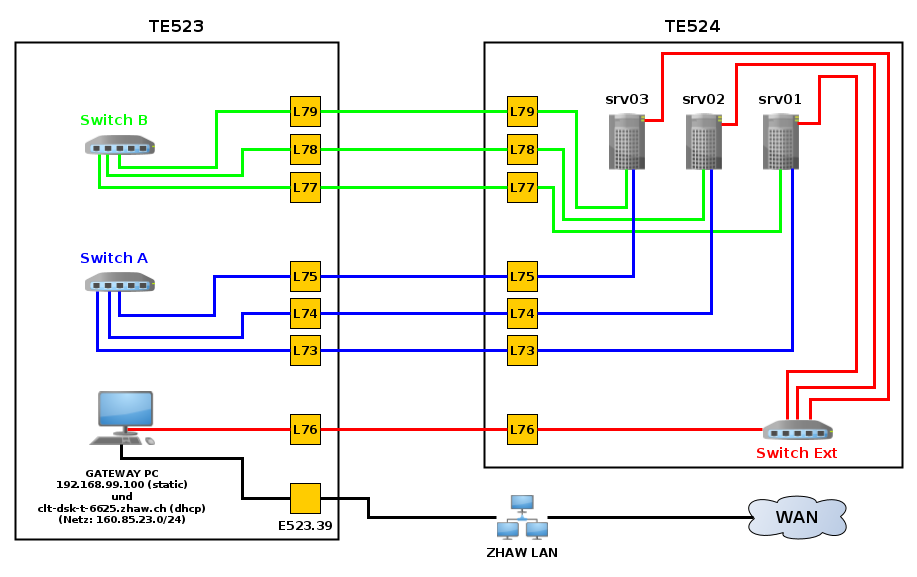 TE523
TE524
Switch B
L79
L78
L77
L79
L78
L77
srv03
srv02
srv01
Switch A
L75
L74
L73
L75
L74
L73
L76
L76
Switch Ext
GATEWAY PC
192.168.99.100 (static)
und
clt-dsk-t-6625.zhaw.ch (dhcp)
(Netz: 160.85.23.0/24)
E523.39
ZHAW LAN
WAN